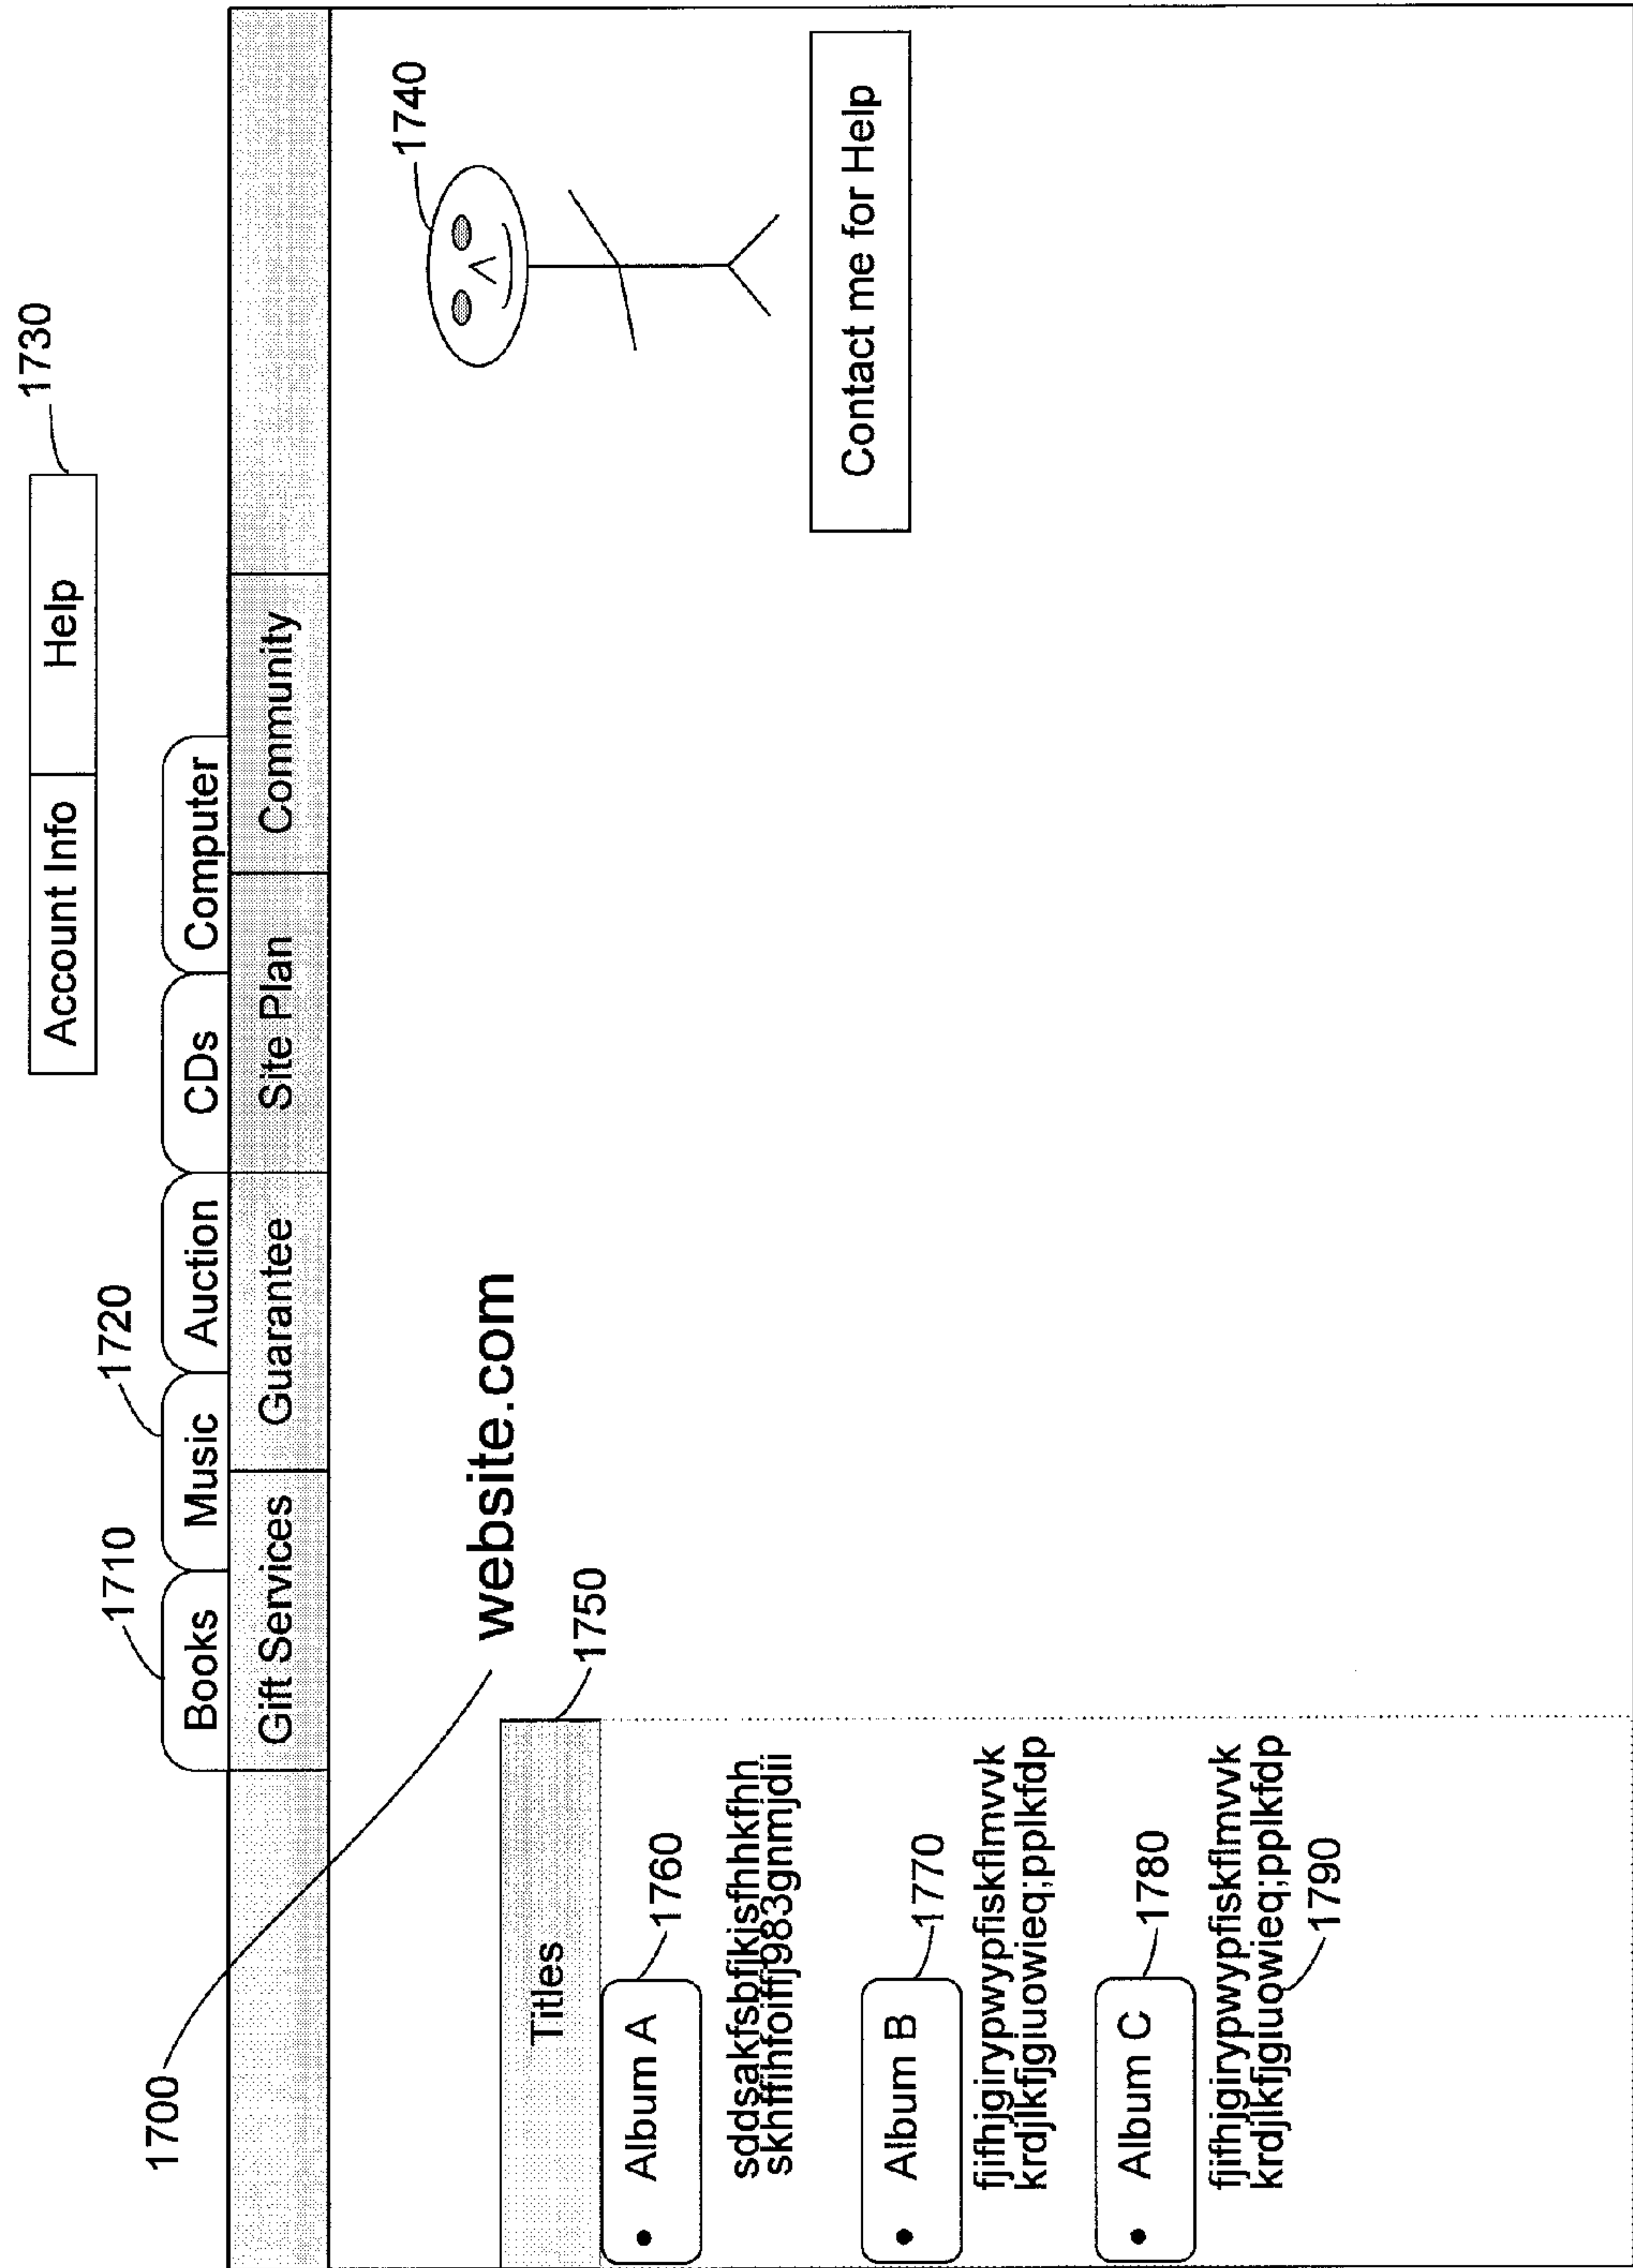 1730
Account Info Help
1710 1720
Books Music Auction CDs Computer
1700
Gift Services Guarantee Site Plan Community
1740
website.com
1750
Titles
Album A
1760
sddsakfsbfjkjsfhhkfhh
skhffihfoiffj983gnmjdii
Contact me for Help
Album B
1770
fjifhjgirypwypfiskflmvvk
krdjlkfjgiuowieq;pplkfdp
Album C
1780
fjifhjgirypwypfiskflmvvk
krdjlkfjgiuowieq;pplkfdp
1790